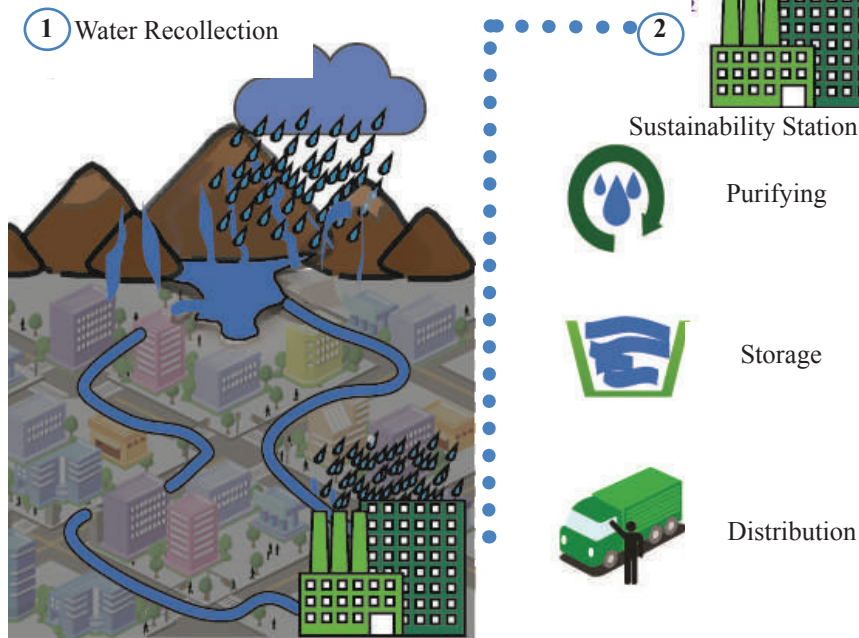 1 Water Recollection
2
Sustainability Station
Purifying
Storage
Distribution